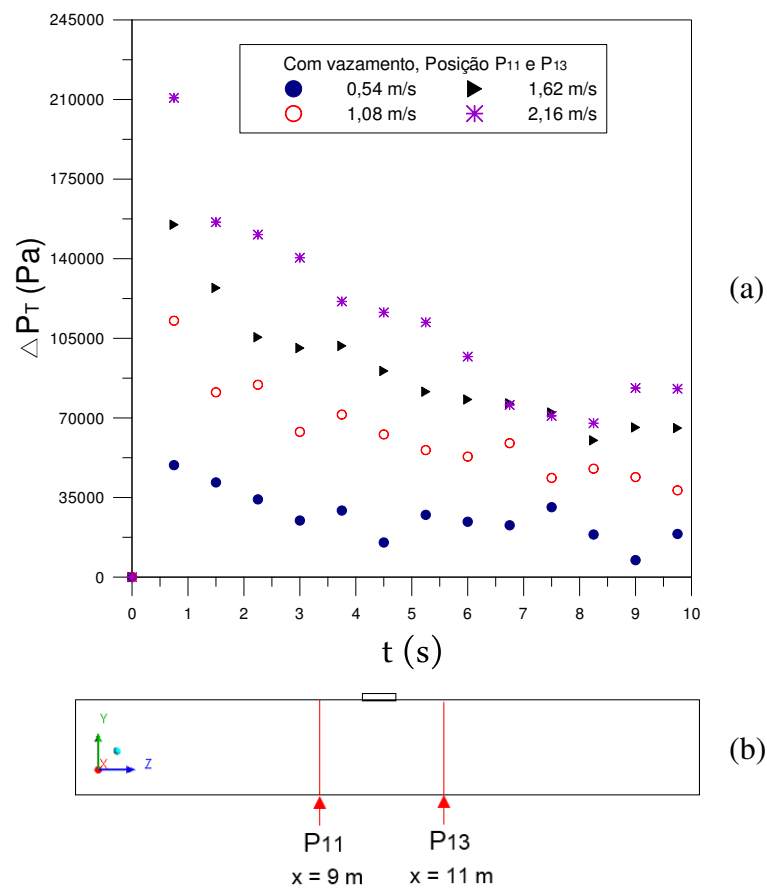 245000
210000
175000
140000
105000
70000
35000
0
△PT (Pa)
Com vazamento, Posição P11 e P13
0,54 m/s
1,62 m/s
1,08 m/s
2,16 m/s
(a)
0 1 2 3 4 5 6 7 8 9 10
t (s)
Y
X
Z
(b)
P11
P13
x = 9 m
x = 11 m